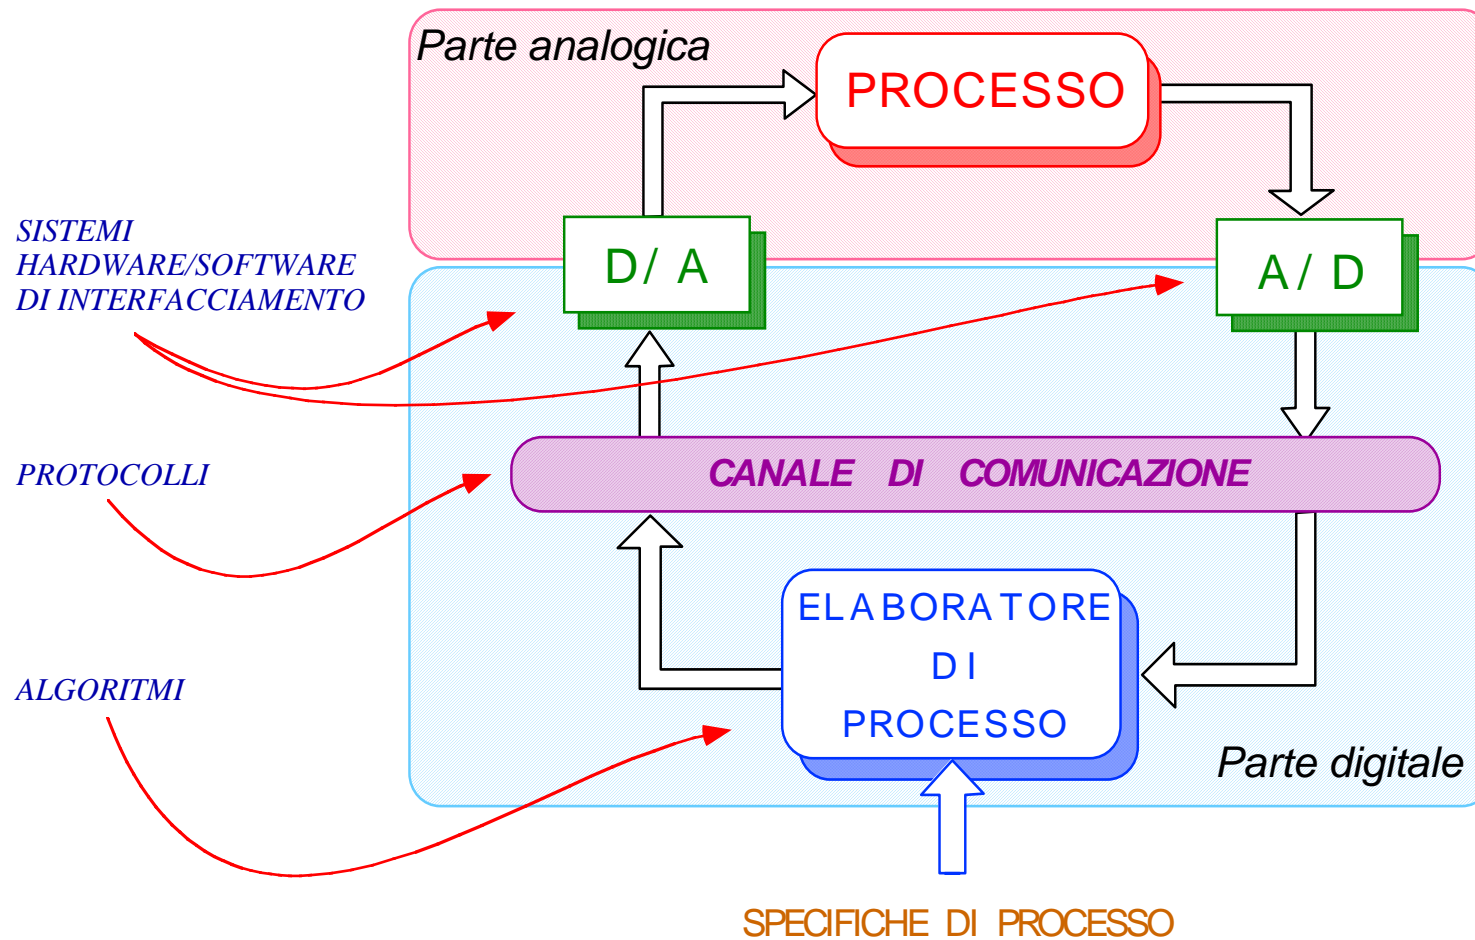 Parte analogica
PROCESSO
SISTEMI
HARDWARE/SOFTWARE
DI INTERFACCIAMENTO
D/A
A/D
PROTOCOLLI
CANALE DI COMUNICAZIONE
ELABORATORE
DI
PROCESSO
ALGORITMI
Parte digitale
SPECIFICHE DI PROCESSO